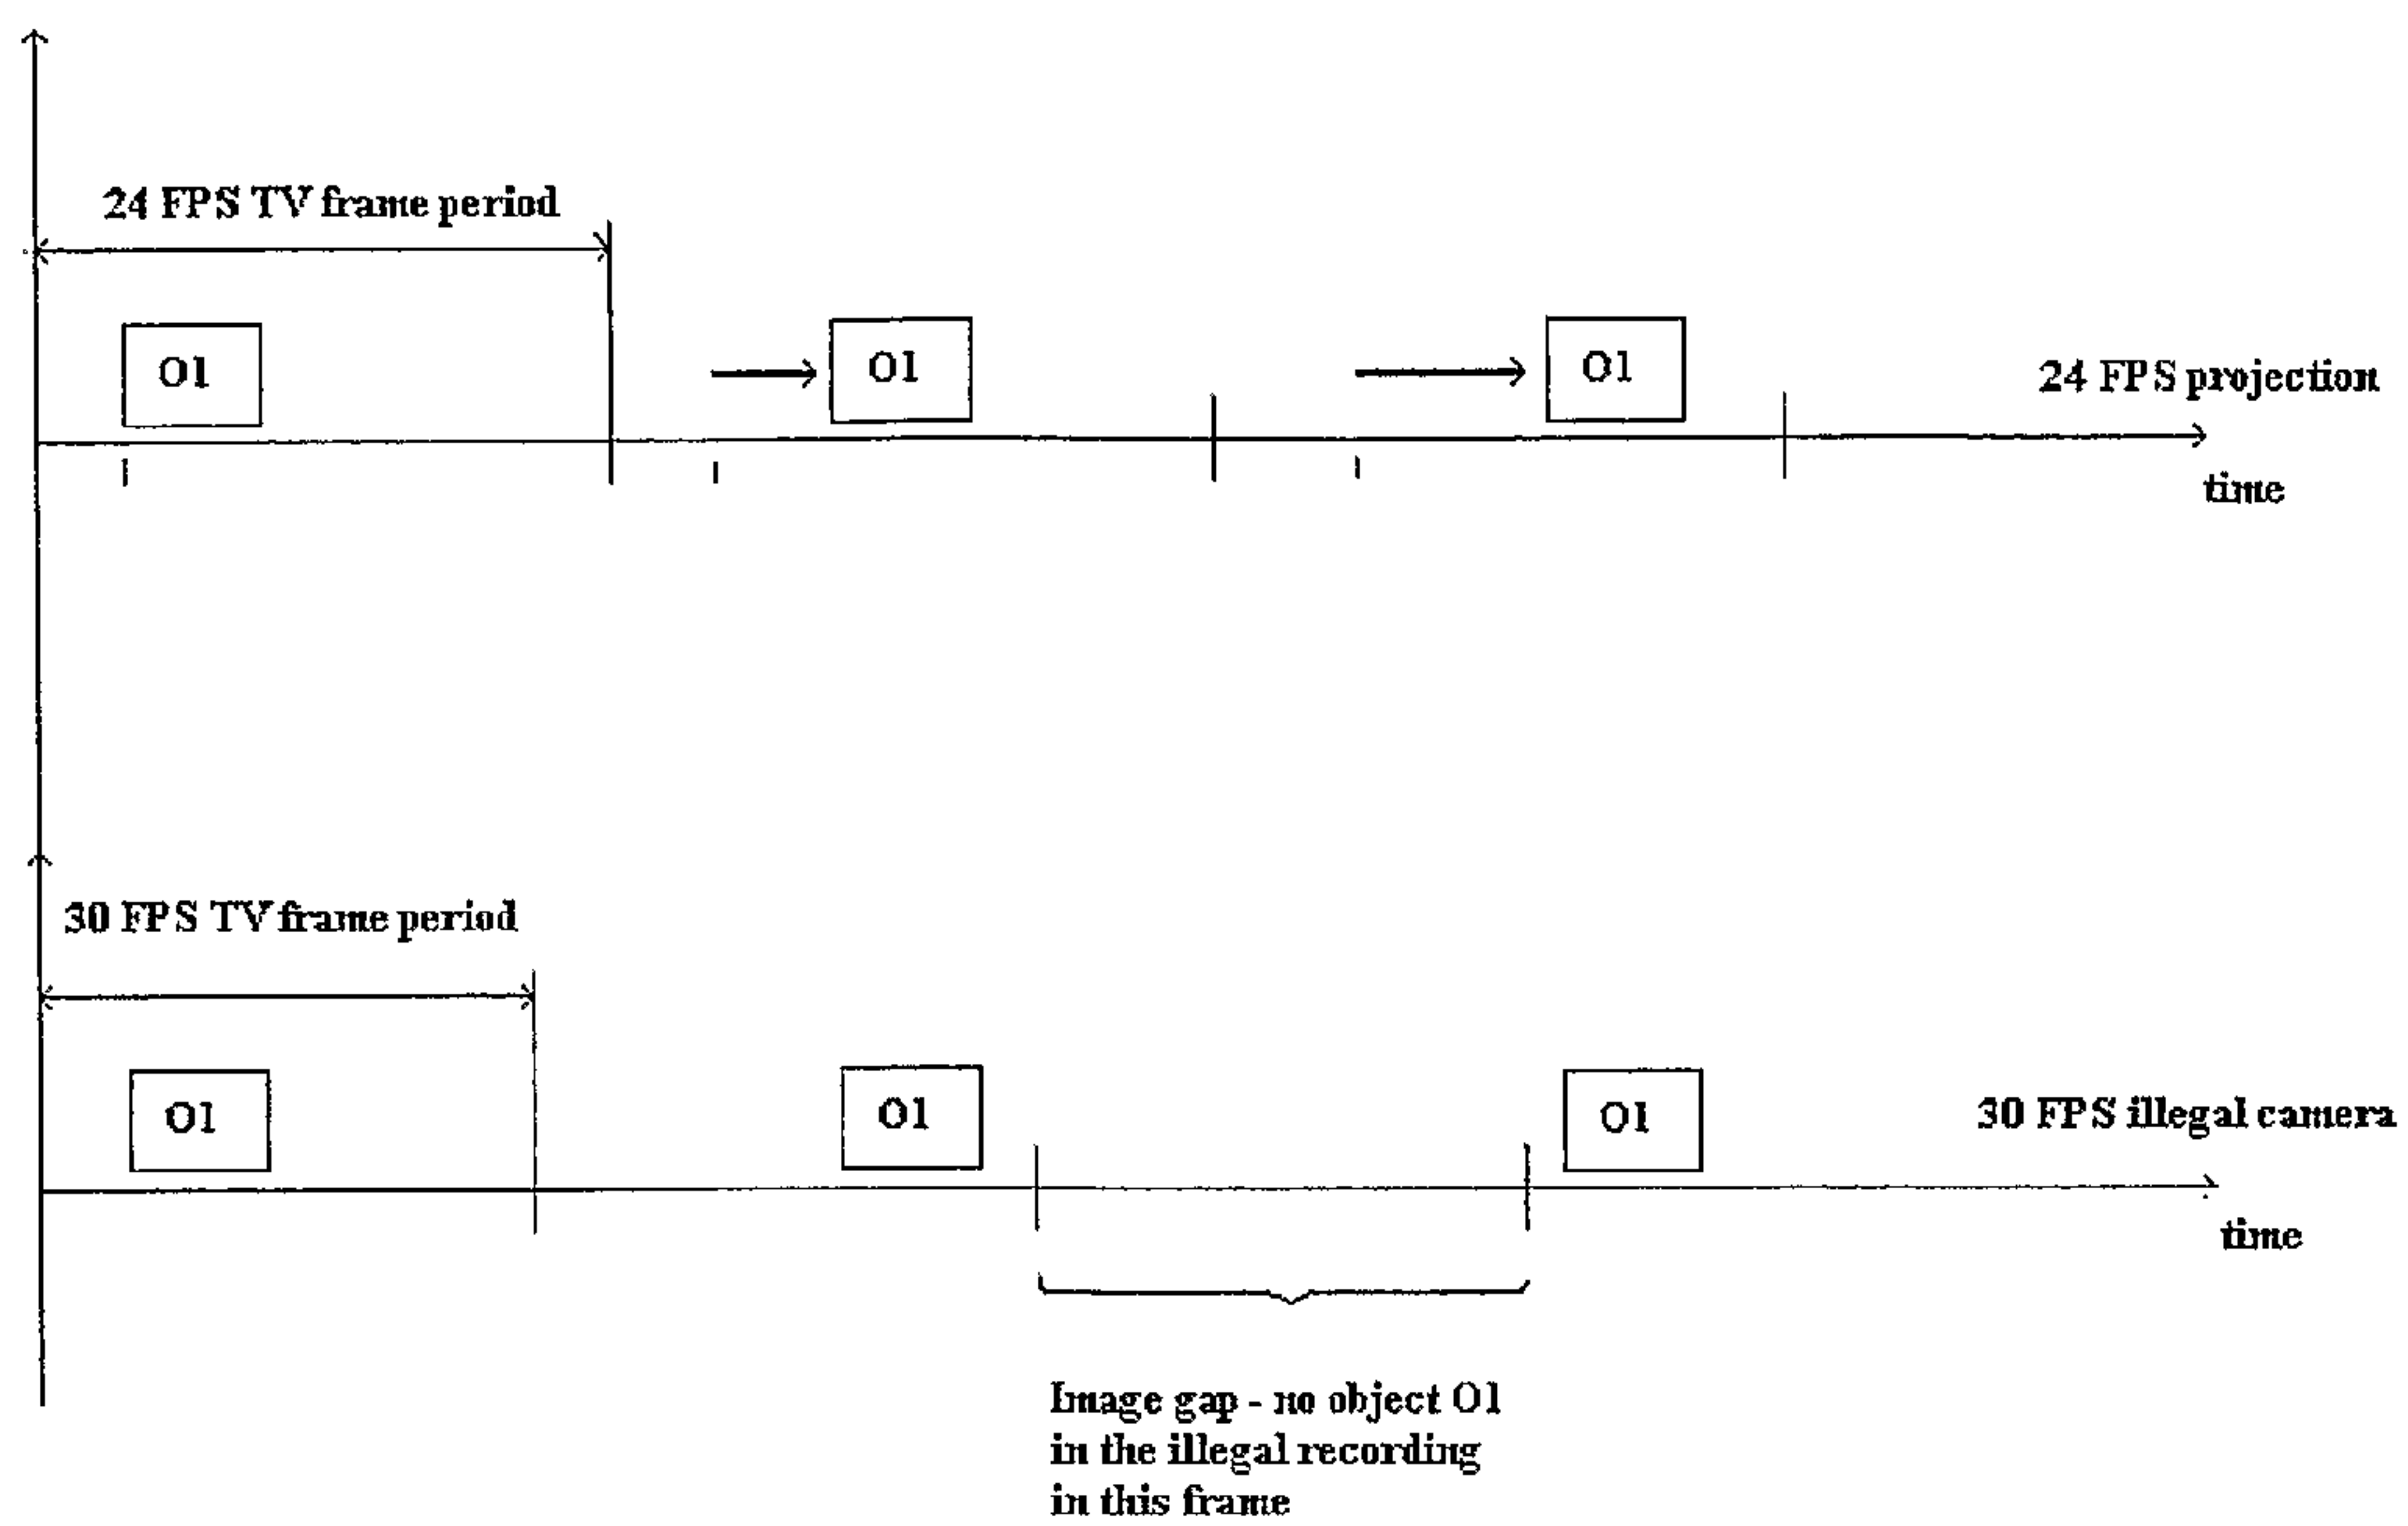 24 FPS TV frame period
O1
O1
O1
24 FPS projection
time
30 FPS TV frame period
O1
O1
O1
30 FPS illegal camera
time
Image gap - no object O1
in the illegal recording
in this frame